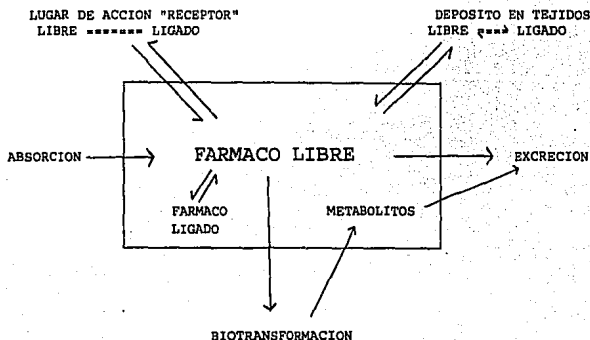 LUGAR DE ACCION "RECEPTOR"
LIBRE ======= LIGADO
DEPOSITO EN TEJIDOS
LIBRE LIGADO
ABSORCION
FARMACO LIBRE
EXCRECION
FARMACO
LIGADO
METABOLITOS
BIOTRANSFORMACION